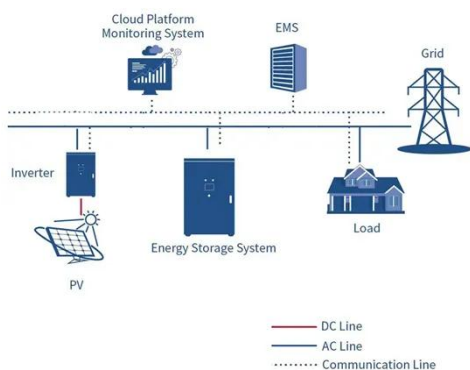 Cloud Platform
Monitoring System
EMS
Grid
Inverter
Energy Storage System
Load
PV
DC Line
AC Line
Communication Line